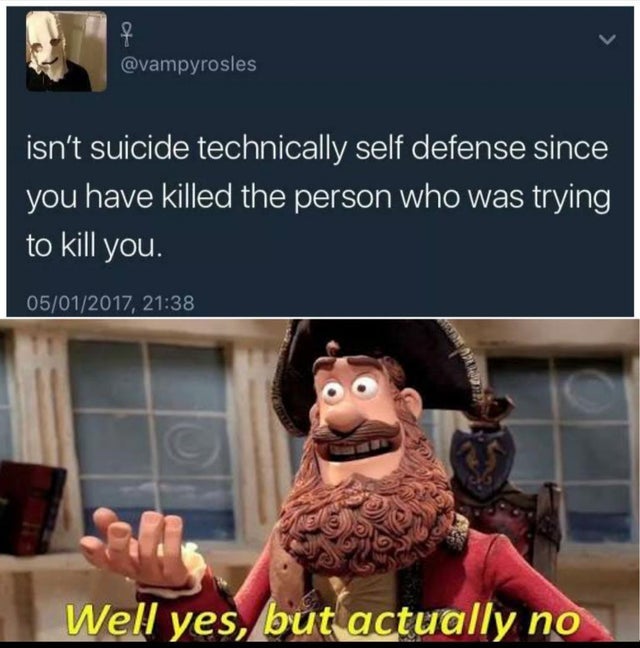 @vampyrosles
isn't suicide technically self defense since
you have killed the person who was trying
to kill you.
05/01/2017, 21:38
Well yes, but actually no